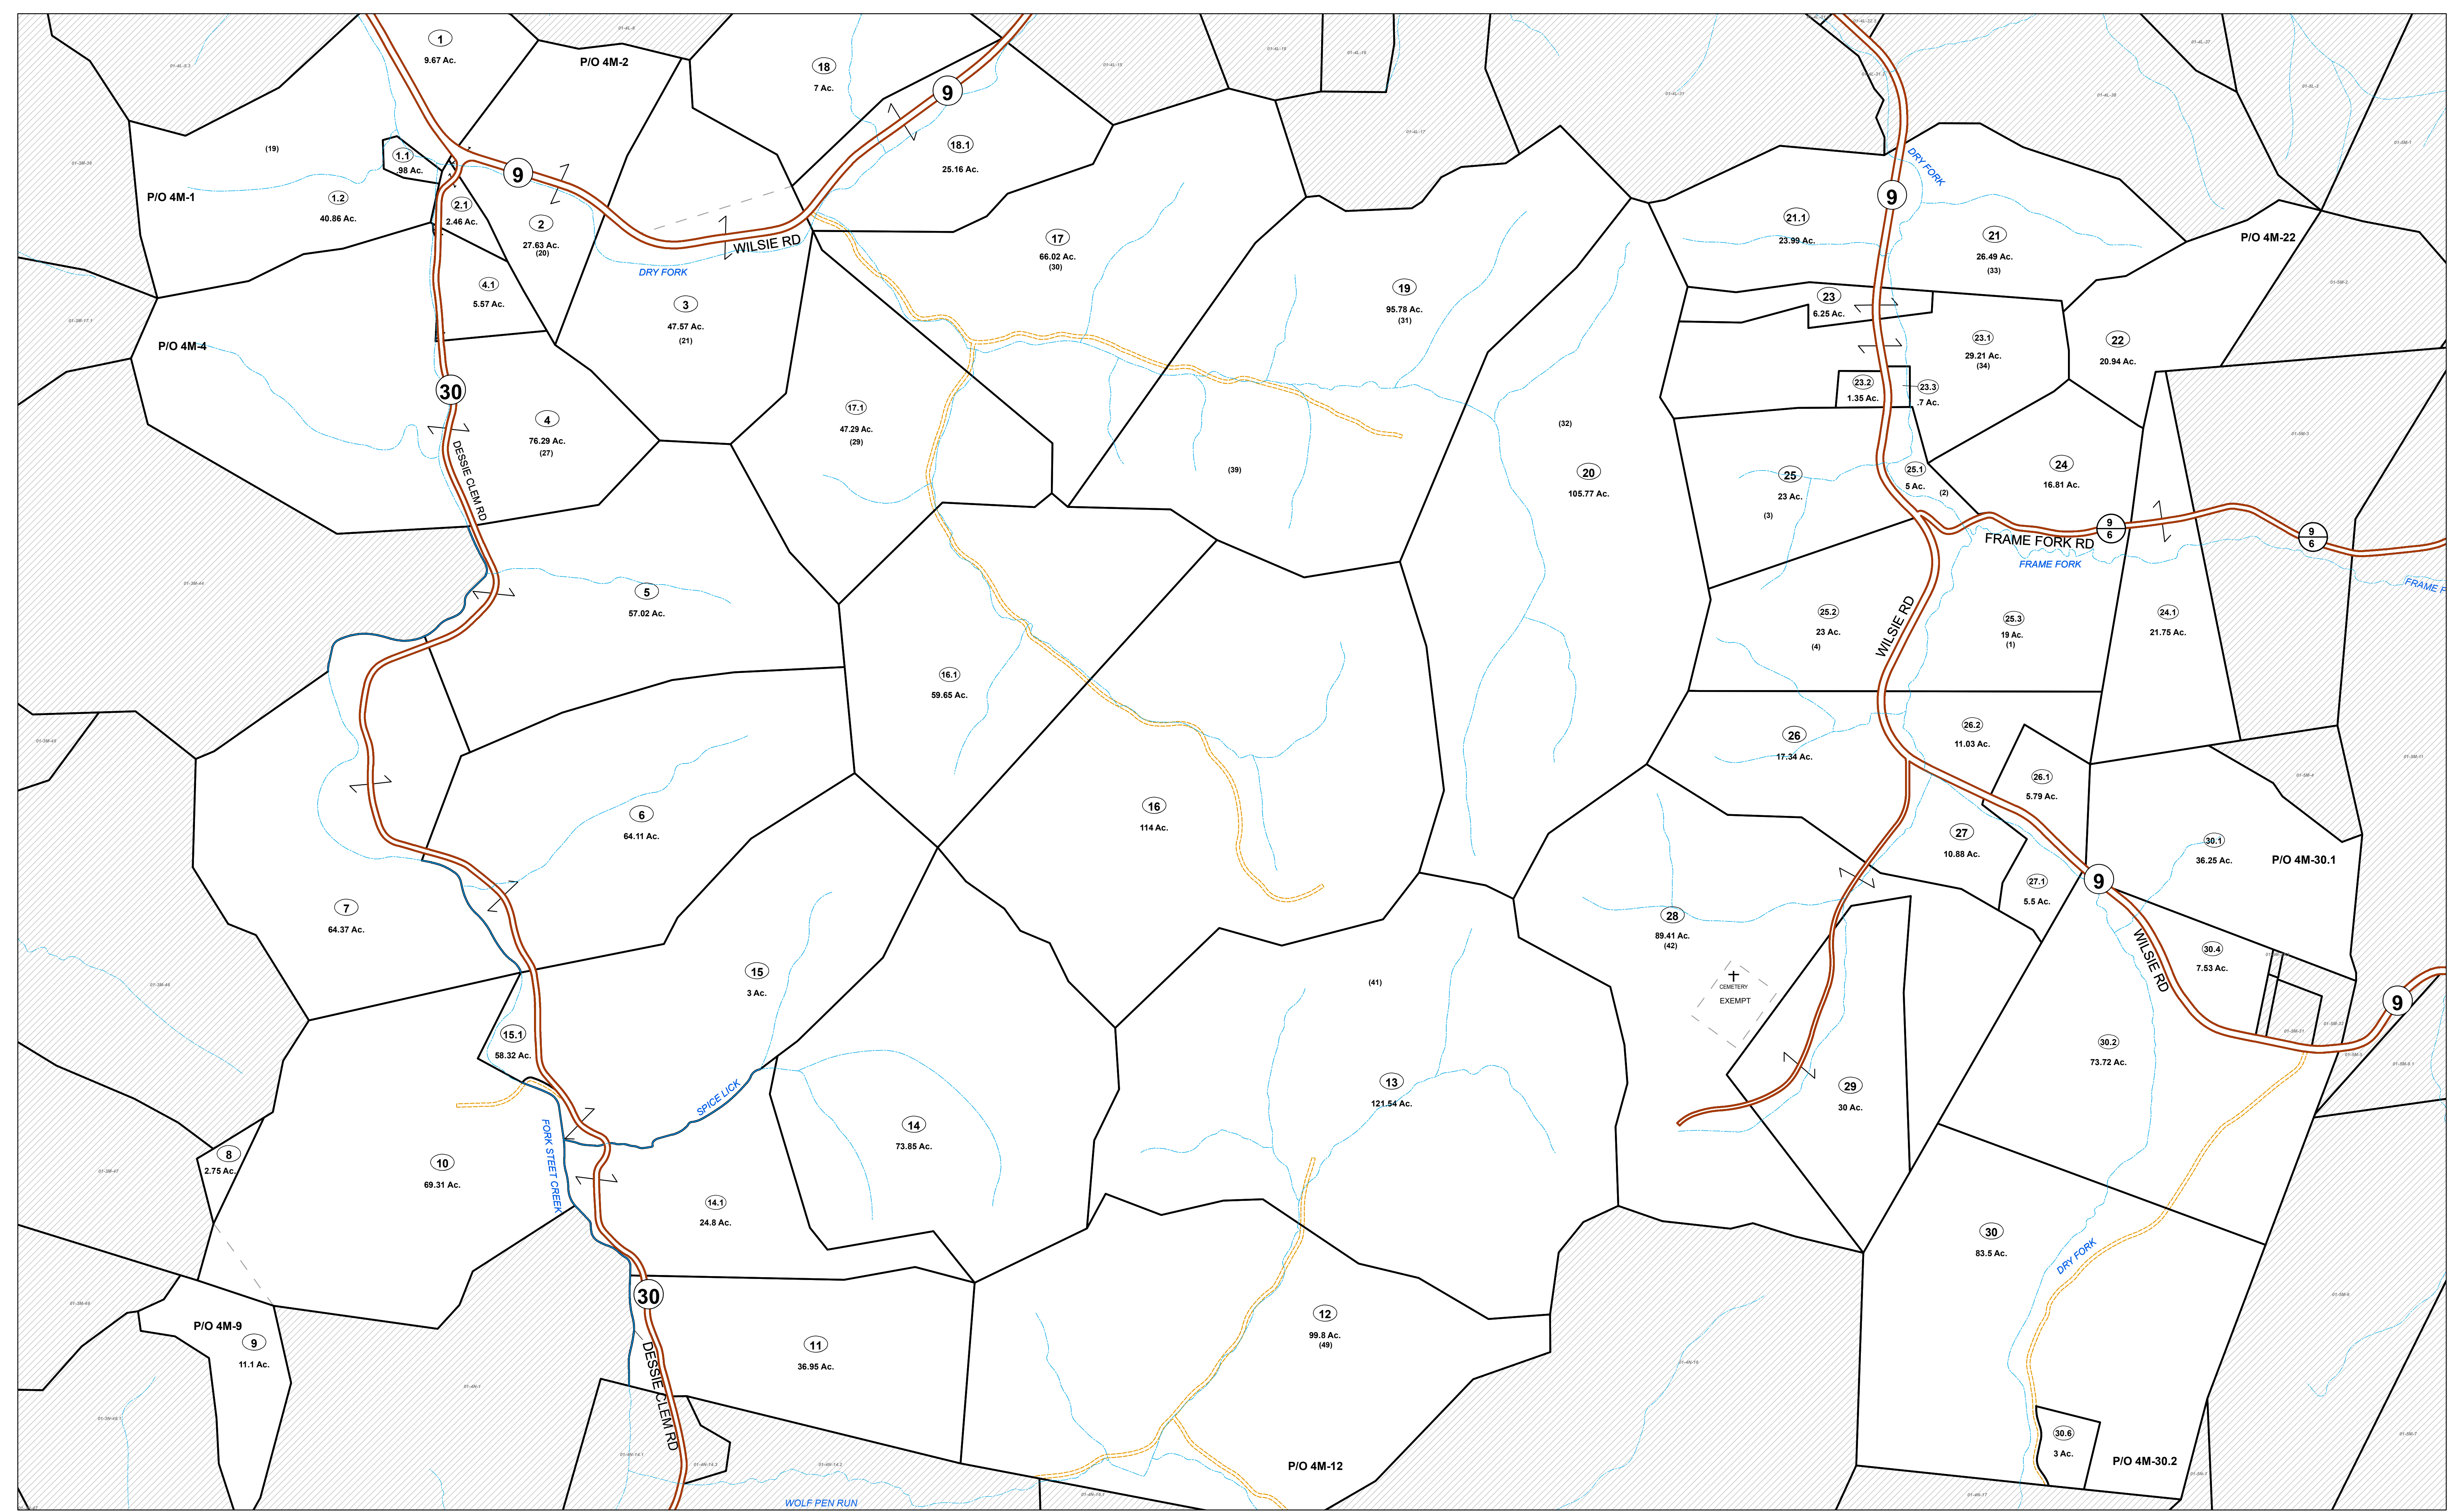 1
9.67 Ac.
P/O 4M-2
18
7 Ac.
9
18.1
25.16 Ac.
(19)
1.1
.98 Ac.
9
P/O 4M-1
1.2
40.86 Ac.
2.1
2.46 Ac.
2
27.63 Ac.
(20)
WILSIE RD
DRY FORK
17
66.02 Ac.
(30)
4.1
5.57 Ac.
3
47.57 Ac.
(21)
19
95.78 Ac.
(31)
P/O 4M-4
30
DESSIE CLEM RD
4
76.29 Ac.
(27)
17.1
47.29 Ac.
(29)
(39)
(32)
20
105.77 Ac.
DRY FORK
9
21.1
23.99 Ac.
21
26.49 Ac.
(33)
P/O 4M-22
23
6.25 Ac.
23.1
29.21 Ac.
(34)
22
20.94 Ac.
23.2
1.35 Ac.
23.3
.7 Ac.
25
23 Ac.
(3)
25.1
5 Ac.
(2)
24
16.81 Ac.
9
6
9
6
FRAME FORK RD
FRAME FORK
FRAME F
5
57.02 Ac.
16.1
59.65 Ac.
25.2
23 Ac.
(4)
WILSIE RD
25.3
19 Ac.
(1)
24.1
21.75 Ac.
26
17.34 Ac.
26.2
11.03 Ac.
26.1
5.79 Ac.
6
64.11 Ac.
16
114 Ac.
27
10.88 Ac.
30.1
36.25 Ac.
P/O 4M-30.1
7
64.37 Ac.
28
89.41 Ac.
(42)
27.1
5.5 Ac.
9
WILSIE RD
30.4
7.53 Ac.
15
3 Ac.
(41)
CEMETERY
EXEMPT
9
15.1
58.32 Ac.
30.2
73.72 Ac.
SPICE LICK
13
121.54 Ac.
29
30 Ac.
14
73.85 Ac.
8
2.75 Ac.
10
69.31 Ac.
FORK STEET CREEK
14.1
24.8 Ac.
30
83.5 Ac.
DRY FORK
30
P/O 4M-9
9
11.1 Ac.
DESSIE CLEM RD
11
36.95 Ac.
12
99.8 Ac.
(49)
P/O 4M-12
30.6
3 Ac.
P/O 4M-30.2
WOLF PEN RUN